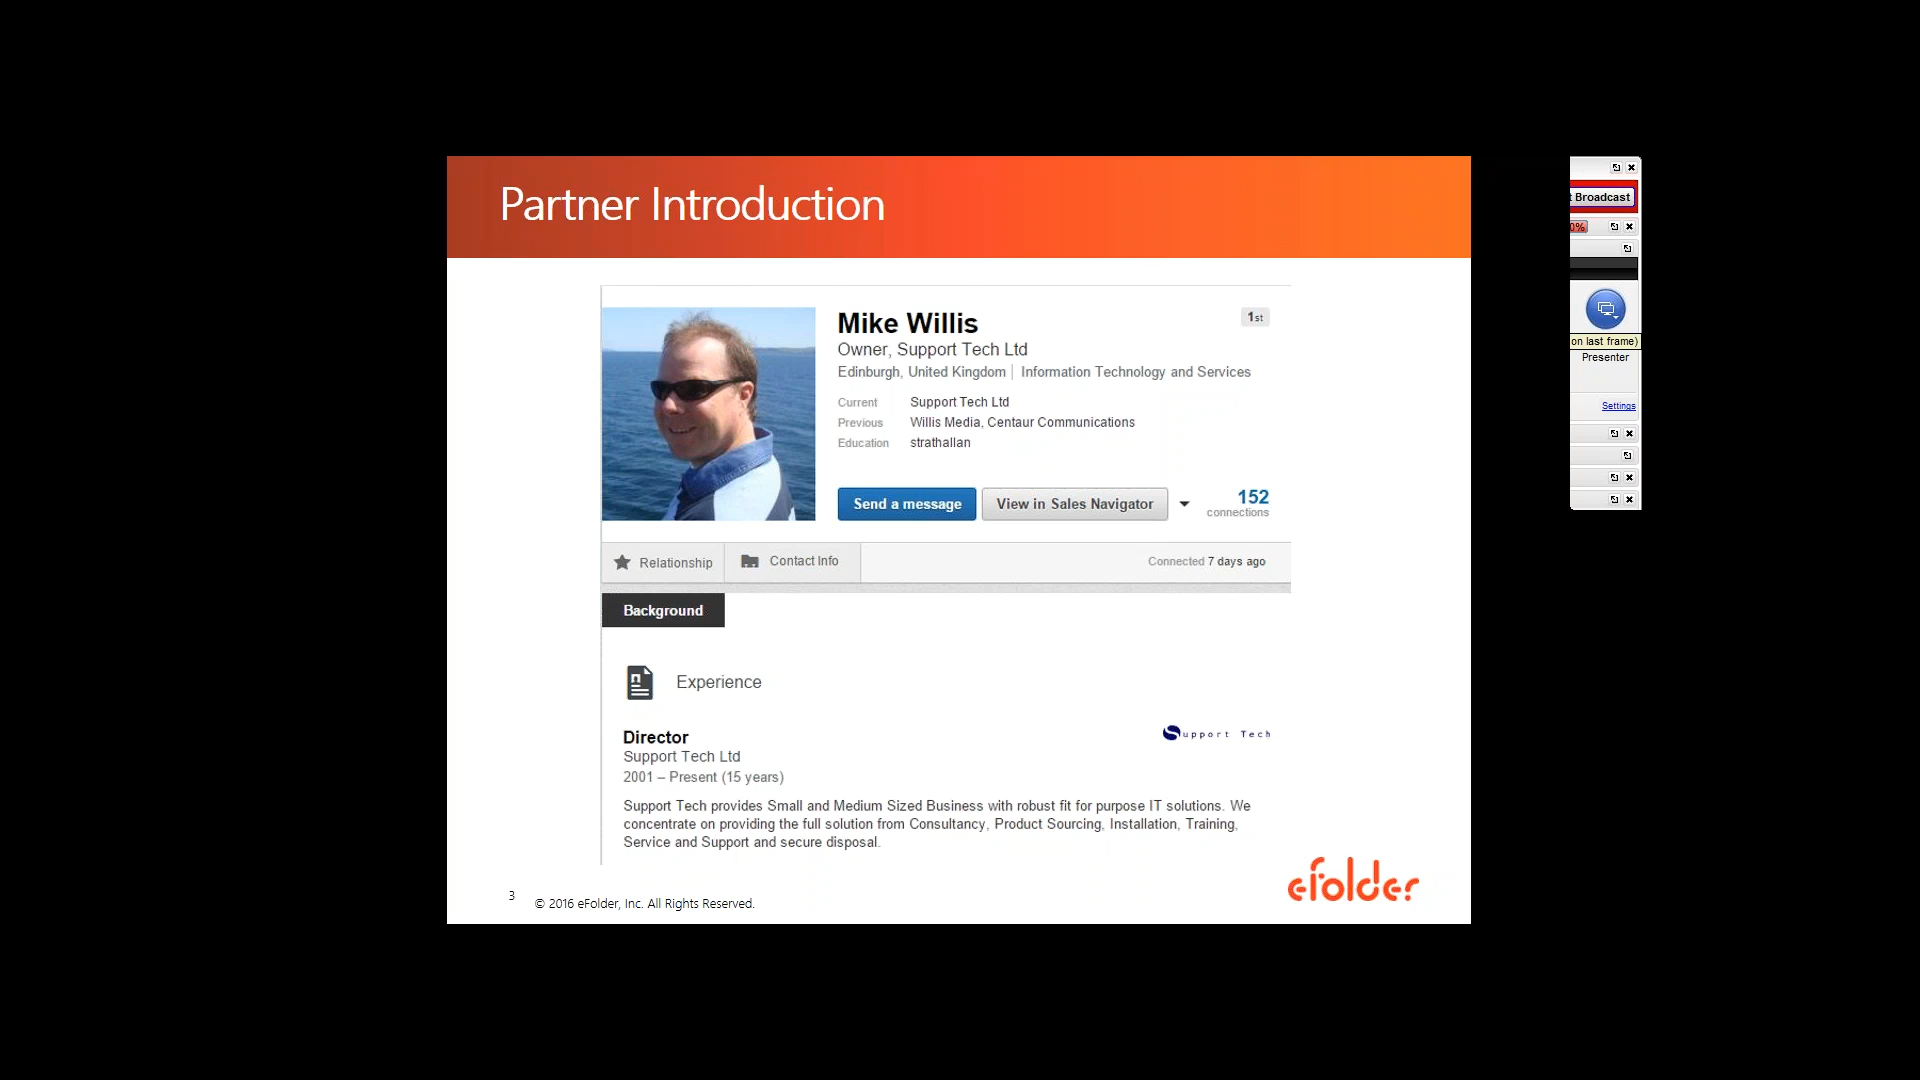 Partner Introduction
Mike Willis
1st
Owner, Support Tech Ltd
Edinburgh, United Kingdom | Information Technology and Services
Current Support Tech Ltd
Previous Willis Media, Centaur Communications
Education strathallan
Send a message View in Sales Navigator 152
connections
Relationship Contact Info Connected 7 days ago
Background
Experience
Director
Support Tech
Support Tech Ltd
2001 – Present (15 years)
Support Tech provides Small and Medium Sized Business with robust fit for purpose IT solutions. We
concentrate on providing the full solution from Consultancy, Product Sourcing, Installation, Training,
Service and Support and secure disposal.
efolder
3 © 2016 eFolder, Inc. All Rights Reserved.
t Broadcast
0%
on last frame)
Presenter
Settings